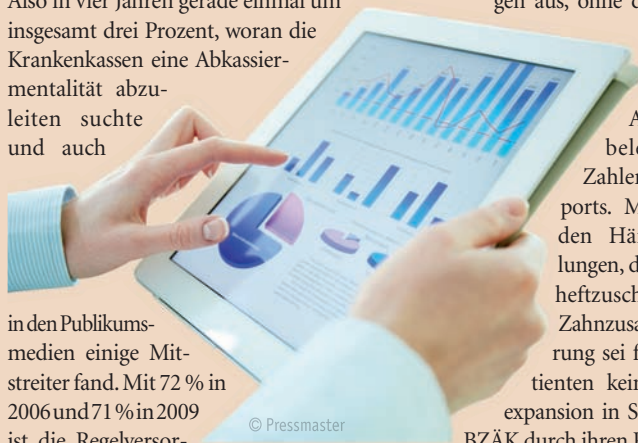 Also in vier Jahren gerade einmal um
insgesamt drei Prozent, woran die
Krankenkassen eine Abkassier-
mentalität abzu-
leiten suchte
und auch
in den Publikums-
medien einige Mit-
streiter fand. Mit 72 % in
2006 und 71 % in 2009
ist die Regelversor-
gen aus, ohne
bele
Zahlen
ports. M
den Hä
lungen, d
heftzusch
Zahnzusa
rung sei f
tienten kein
expansion in S
BZÄK durch ihren
© Pressmaster